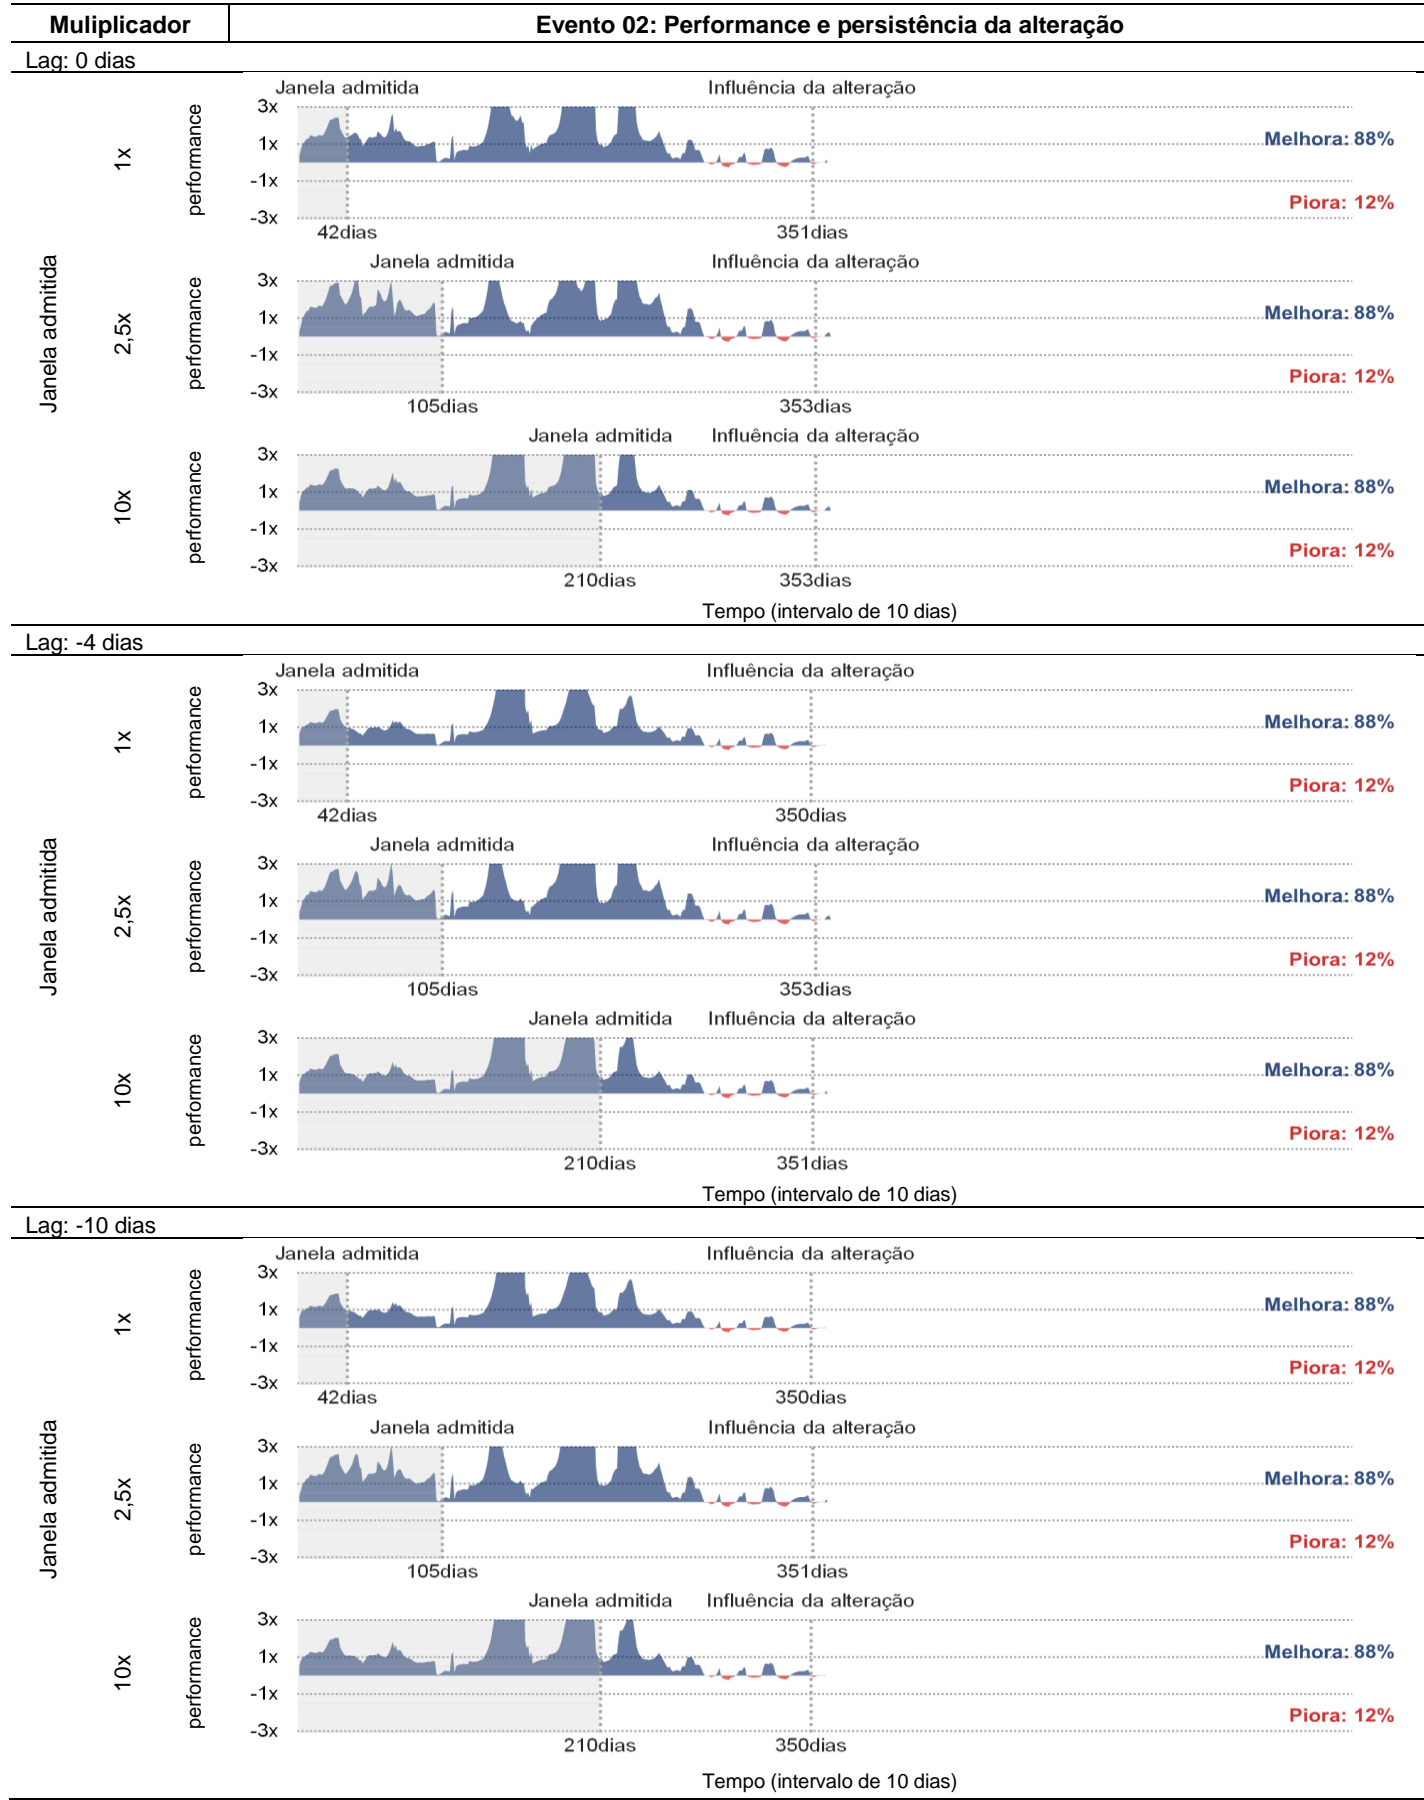 Muliplicador Evento 02: Performance e persistência da alteração
Lag: 0 dias
Janela admitida Influência da alteração
3x
1x
-1x
-3x
1x
performance
Melhora: 88%
Piora: 12%
42dias 351dias
Janela admitida
Janela admitida Influência da alteração
3x
1x
-1x
-3x
2,5x
performance
Melhora: 88%
Piora: 12%
105dias 353dias
Janela admitida Influência da alteração
3x
1x
-1x
-3x
10x
performance
Melhora: 88%
Piora: 12%
210dias 353dias
Tempo (intervalo de 10 dias)
Lag: -4 dias
Janela admitida Influência da alteração
3x
1x
-1x
-3x
1x
performance
Melhora: 88%
Piora: 12%
42dias 350dias
Janela admitida
Janela admitida Influência da alteração
3x
1x
-1x
-3x
2,5x
performance
Melhora: 88%
Piora: 12%
105dias 353dias
Janela admitida Influência da alteração
3x
1x
-1x
-3x
10x
performance
Melhora: 88%
Piora: 12%
210dias 351dias
Tempo (intervalo de 10 dias)
Lag: -10 dias
Janela admitida Influência da alteração
3x
1x
-1x
-3x
1x
performance
Melhora: 88%
Piora: 12%
42dias 350dias
Janela admitida
Janela admitida Influência da alteração
3x
1x
-1x
-3x
2,5x
performance
Melhora: 88%
Piora: 12%
105dias 351dias
Janela admitida Influência da alteração
3x
1x
-1x
-3x
10x
performance
Melhora: 88%
Piora: 12%
210dias 350dias
Tempo (intervalo de 10 dias)